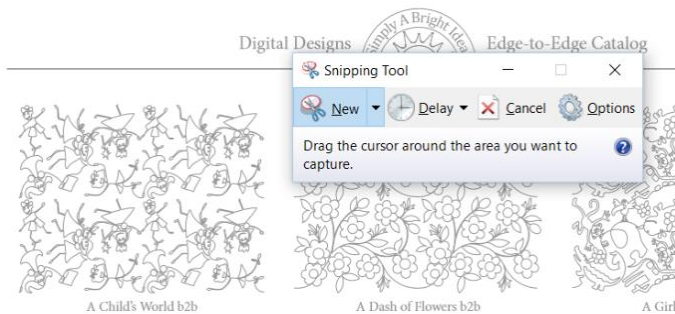 Digital Designs
Simply A Bright Idea
Edge-to-Edge Catalog
Snipping Tool
New
Delay
Cancel
Options
Drag the cursor around the area you want to
capture.
A Child's World b2b
A Dash of Flowers b2b
A Girl